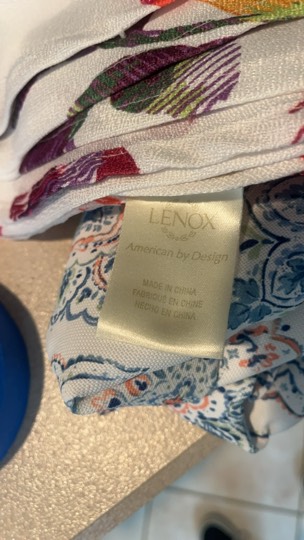 LENOX
American by Design
MADE IN CHINA
FABRIQUÉ EN CHINE
HECHO EN CHINA